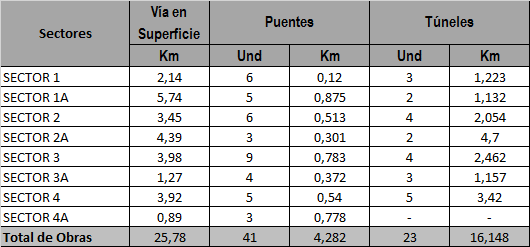 Sectores Vía en Superficie Puentes Túneles
Km Und Km Und Km
SECTOR 1 2,14 6 0,12 3 1,223
SECTOR 1A 5,74 5 0,875 2 1,132
SECTOR 2 3,45 6 0,513 4 2,054
SECTOR 2A 4,39 3 0,301 2 4,7
SECTOR 3 3,98 9 0,783 4 2,462
SECTOR 3A 1,27 4 0,372 3 1,157
SECTOR 4 3,92 5 0,54 5 3,42
SECTOR 4A 0,89 3 0,778 - -
Total de Obras 25,78 41 4,282 23 16,148